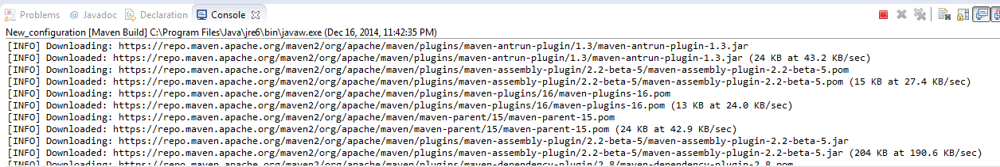 Problems @ Javadoc Declaration Console
New_configuration [Maven Build] C:\Program Files\Java\jre6\bin\javaw.exe (Dec 16, 2014, 11:42:35 PM)
[INFO] Downloading: https://repo.maven.apache.org/maven2/org/apache/maven/plugins/maven-antrun-plugin/1.3/maven-antrun-plugin-1.3.jar
[INFO] Downloaded: https://repo.maven.apache.org/maven2/org/apache/maven/plugins/maven-antrun-plugin/1.3/maven-antrun-plugin-1.3.jar (24 KB at 43.2 KB/sec)
[INFO] Downloading: https://repo.maven.apache.org/maven2/org/apache/maven/plugins/maven-assembly-plugin/2.2-beta-5/maven-assembly-plugin-2.2-beta-5.pom
[INFO] Downloaded: https://repo.maven.apache.org/maven2/org/apache/maven/plugins/maven-assembly-plugin/2.2-beta-5/maven-assembly-plugin-2.2-beta-5.pom (15 KB at 27.4 KB/sec)
[INFO] Downloading: https://repo.maven.apache.org/maven2/org/apache/maven/plugins/maven-plugins/16/maven-plugins-16.pom
[INFO] Downloaded: https://repo.maven.apache.org/maven2/org/apache/maven/plugins/maven-plugins/16/maven-plugins-16.pom (13 KB at 24.0 KB/sec)
[INFO] Downloading: https://repo.maven.apache.org/maven2/org/apache/maven/maven-parent/15/maven-parent-15.pom
[INFO] Downloaded: https://repo.maven.apache.org/maven2/org/apache/maven/maven-parent/15/maven-parent-15.pom (24 KB at 42.9 KB/sec)
[INFO] Downloading: https://repo.maven.apache.org/maven2/org/apache/maven/plugins/maven-assembly-plugin/2.2-beta-5/maven-assembly-plugin-2.2-beta-5.jar
[INFO] Downloaded: https://repo.maven.apache.org/maven2/org/apache/maven/plugins/maven-assembly-plugin/2.2-beta-5/maven-assembly-plugin-2.2-beta-5.jar (204 KB at 190.6 KB/sec)
[INFO] Downloading: https://repo.maven.apache.org/maven2/org/apache/maven/plugins/maven-dependency-plugin/2.8/maven-dependency-plugin-2.8.pom